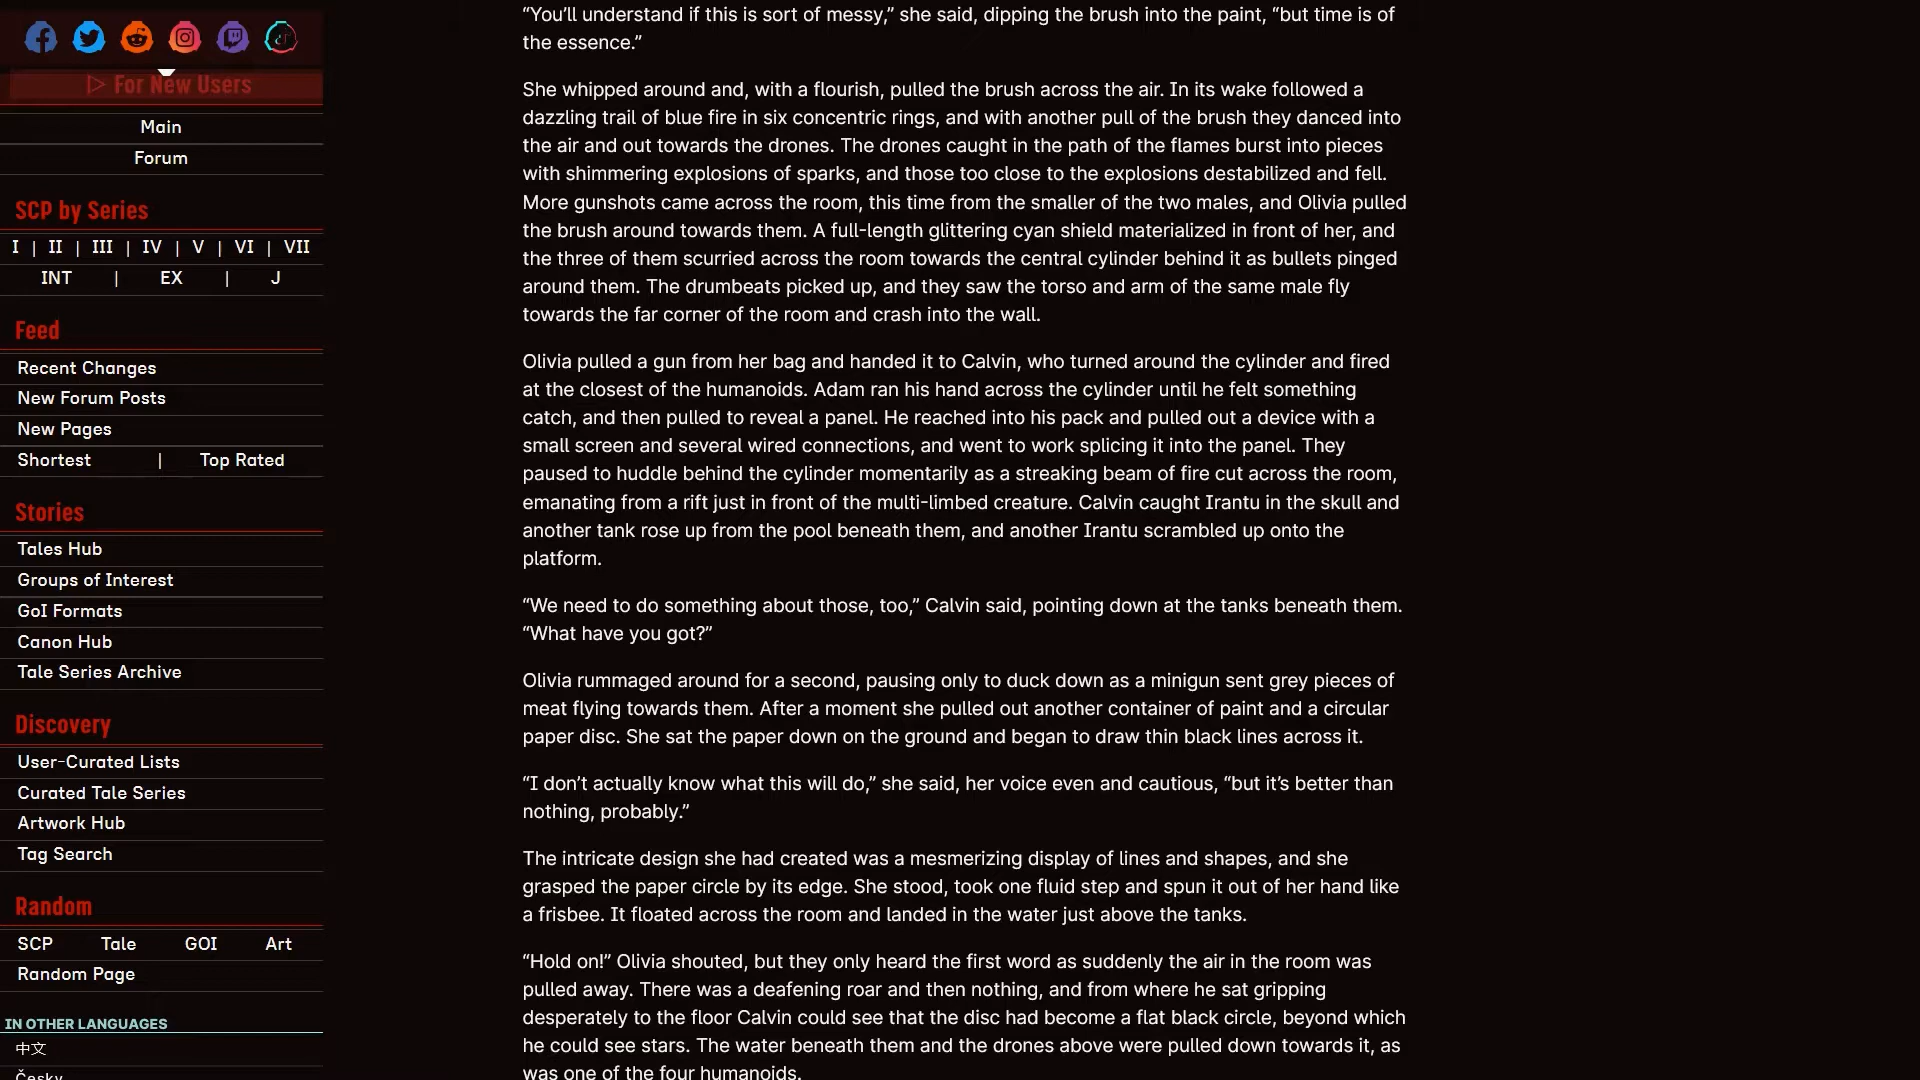 ▷ For New Users
Main
Forum
SCP by Series
I | II | III | IV | V | VI | VII
INT | EX | J
Feed
Recent Changes
New Forum Posts
New Pages
Shortest | Top Rated
Stories
Tales Hub
Groups of Interest
GoI Formats
Canon Hub
Tale Series Archive
Discovery
User-Curated Lists
Curated Tale Series
Artwork Hub
Tag Search
Random
SCP Tale GOI Art
Random Page
IN OTHER LANGUAGES
中文
Česky
“You’ll understand if this is sort of messy,” she said, dipping the brush into the paint, “but time is of
the essence.”
She whipped around and, with a flourish, pulled the brush across the air. In its wake followed a
dazzling trail of blue fire in six concentric rings, and with another pull of the brush they danced into
the air and out towards the drones. The drones caught in the path of the flames burst into pieces
with shimmering explosions of sparks, and those too close to the explosions destabilized and fell.
More gunshots came across the room, this time from the smaller of the two males, and Olivia pulled
the brush around towards them. A full-length glittering cyan shield materialized in front of her, and
the three of them scurried across the room towards the central cylinder behind it as bullets pinged
around them. The drumbeats picked up, and they saw the torso and arm of the same male fly
towards the far corner of the room and crash into the wall.
Olivia pulled a gun from her bag and handed it to Calvin, who turned around the cylinder and fired
at the closest of the humanoids. Adam ran his hand across the cylinder until he felt something
catch, and then pulled to reveal a panel. He reached into his pack and pulled out a device with a
small screen and several wired connections, and went to work splicing it into the panel. They
paused to huddle behind the cylinder momentarily as a streaking beam of fire cut across the room,
emanating from a rift just in front of the multi-limbed creature. Calvin caught Irantu in the skull and
another tank rose up from the pool beneath them, and another Irantu scrambled up onto the
platform.
“We need to do something about those, too,” Calvin said, pointing down at the tanks beneath them.
“What have you got?”
Olivia rummaged around for a second, pausing only to duck down as a minigun sent grey pieces of
meat flying towards them. After a moment she pulled out another container of paint and a circular
paper disc. She sat the paper down on the ground and began to draw thin black lines across it.
“I don’t actually know what this will do,” she said, her voice even and cautious, “but it’s better than
nothing, probably.”
The intricate design she had created was a mesmerizing display of lines and shapes, and she
grasped the paper circle by its edge. She stood, took one fluid step and spun it out of her hand like
a frisbee. It floated across the room and landed in the water just above the tanks.
“Hold on!” Olivia shouted, but they only heard the first word as suddenly the air in the room was
pulled away. There was a deafening roar and then nothing, and from where he sat gripping
desperately to the floor Calvin could see that the disc had become a flat black circle, beyond which
he could see stars. The water beneath them and the drones above were pulled down towards it, as
was one of the four humanoids.